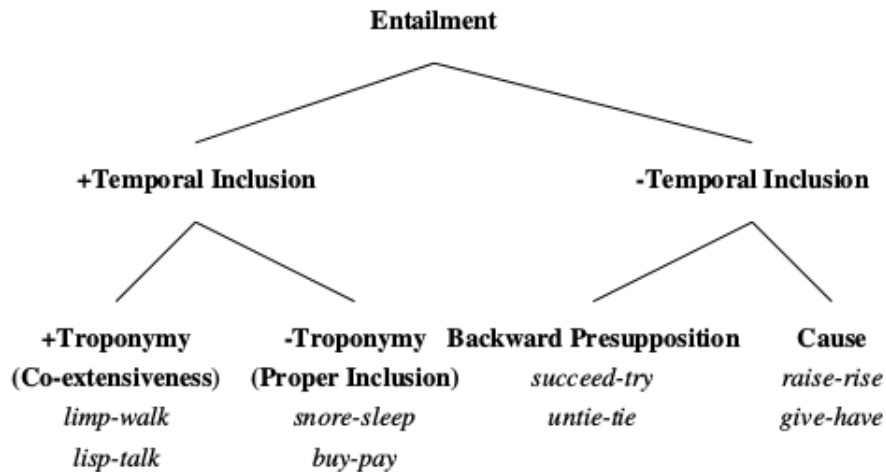 Entailment
+Temporal Inclusion -Temporal Inclusion
+Troponymy -Troponymy Backward Presupposition Cause
(Co-extensiveness) (Proper Inclusion) succeed-try raise-rise
limp-walk snore-sleep untie-tie give-have
lisp-talk buy-pay